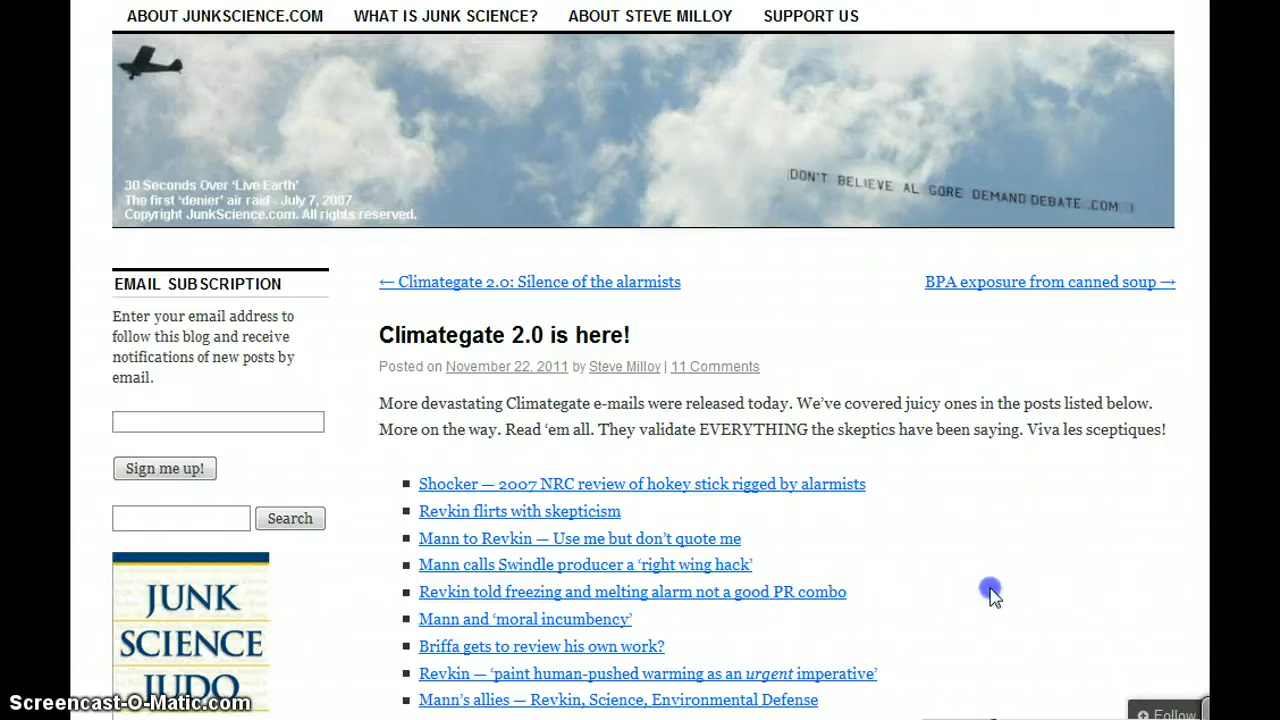 ABOUT JUNKSCIENCE.COM WHAT IS JUNK SCIENCE? ABOUT STEVE MILLOY SUPPORT US
DON'T BELIEVE AL GORE DEMANDDEBATE.COM
30 Seconds Over 'Live Earth'
The first 'denier' air raid - July 7, 2007
Copyright JunkScience.com. All rights reserved.
EMAIL SUBSCRIPTION
Enter your email address to
follow this blog and receive
notifications of new posts by
email.
Sign me up!
Search
JUNK
SCIENCE
JUDO
← Climategate 2.0: Silence of the alarmists
BPA exposure from canned soup →
Climategate 2.0 is here!
Posted on November 22, 2011 by Steve Milloy | 11 Comments
More devastating Climategate e-mails were released today. We've covered juicy ones in the posts listed below.
More on the way. Read 'em all. They validate EVERYTHING the skeptics have been saying. Viva les sceptiques!
Shocker — 2007 NRC review of hokey stick rigged by alarmists
Revkin flirts with skepticism
Mann to Revkin — Use me but don't quote me
Mann calls Swindle producer a 'right wing hack'
Revkin told freezing and melting alarm not a good PR combo
Mann and 'moral incumbency'
Briffa gets to review his own work?
Revkin — 'paint human-pushed warming as an urgent imperative'
Mann's allies — Revkin, Science, Environmental Defense
Follow
Screencast-O-Matic.com